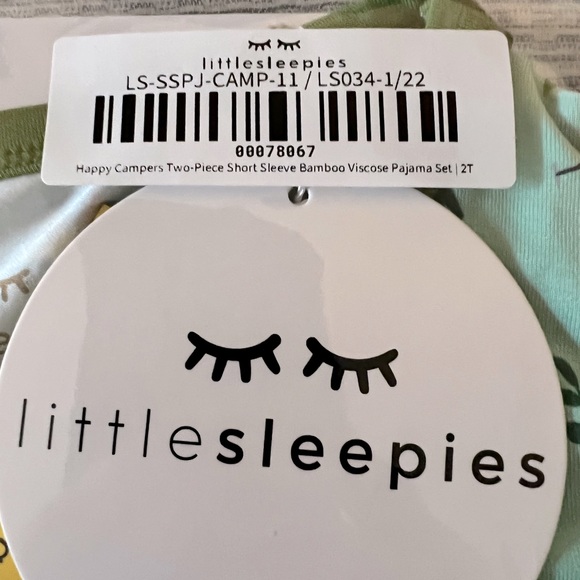 littlesleepies
LS-SSPJ-CAMP-11 / LS034-1/22
00078067
Happy Campers Two-Piece Short Sleeve Bamboo Viscose Pajama Set | 2T
littlesleepies